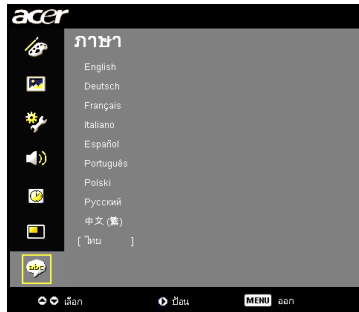 acer
ภาษา
English
Deutsch
Français
Italiano
Español
Português
Polski
Русский
中文 (繁)
[ ไทย ]
abc
เลือก ป้อน MENU ออก